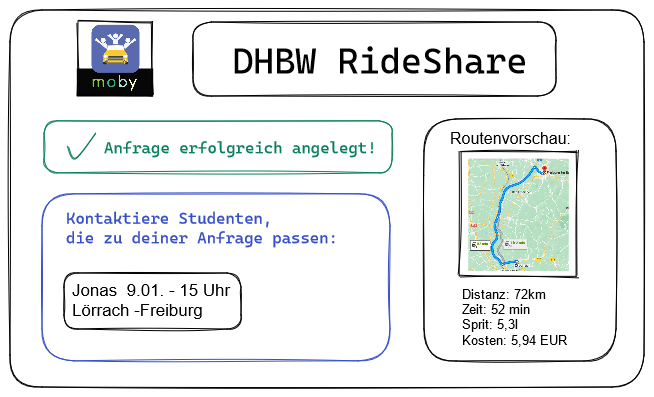 moby
DHBW RideShare
Anfrage erfolgreich angelegt!
Kontaktiere Studenten,
die zu deiner Anfrage passen:
Jonas 9.01. - 15 Uhr
Lörrach -Freiburg
Routenvorschau:
Distanz: 72km
Zeit: 52 min
Sprit: 5,3l
Kosten: 5,94 EUR